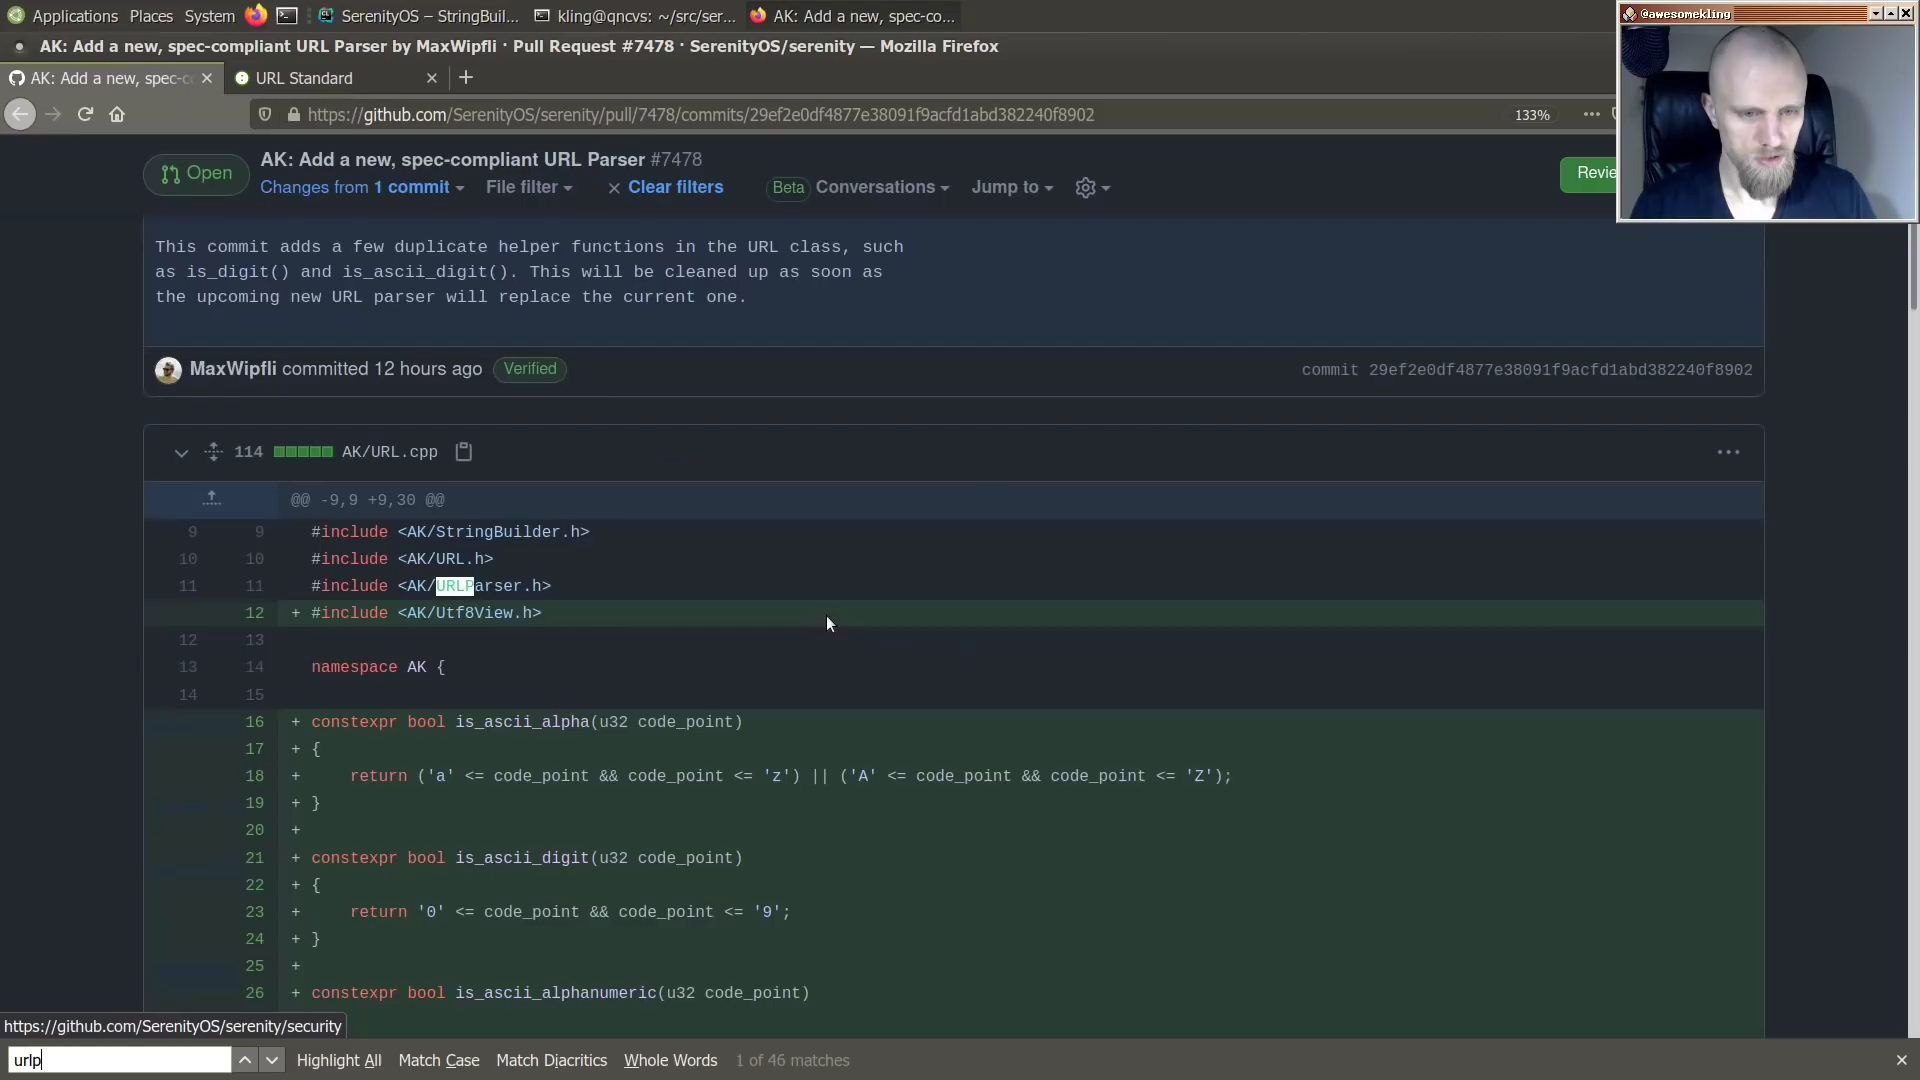 Applications Places System SerenityOS – StringBuil... kling@qncvs: ~/src/ser... AK: Add a new, spec-co...
@awesomekling
AK: Add a new, spec-compliant URL Parser by MaxWipfli · Pull Request #7478 · SerenityOS/serenity — Mozilla Firefox
AK: Add a new, spec-c × URL Standard × +
https://github.com/SerenityOS/serenity/pull/7478/commits/29ef2e0df4877e38091f9acfd1abd382240f8902 133% ...
Open AK: Add a new, spec-compliant URL Parser #7478
Changes from 1 commit File filter × Clear filters Beta Conversations Jump to Revie
This commit adds a few duplicate helper functions in the URL class, such
as is_digit() and is_ascii_digit(). This will be cleaned up as soon as
the upcoming new URL parser will replace the current one.
MaxWipfli committed 12 hours ago Verified commit 29ef2e0df4877e38091f9acfd1abd382240f8902
114 AK/URL.cpp ...
@@ -9,9 +9,30 @@
9 9 #include <AK/StringBuilder.h>
10 10 #include <AK/URL.h>
11 11 #include <AK/URLParser.h>
12 + #include <AK/Utf8View.h>
12 13
13 14 namespace AK {
14 15
16 + constexpr bool is_ascii_alpha(u32 code_point)
17 + {
18 + return ('a' <= code_point && code_point <= 'z') || ('A' <= code_point && code_point <= 'Z');
19 + }
20 +
21 + constexpr bool is_ascii_digit(u32 code_point)
22 + {
23 + return '0' <= code_point && code_point <= '9';
24 + }
25 +
26 + constexpr bool is_ascii_alphanumeric(u32 code_point)
https://github.com/SerenityOS/serenity/security
urlp Highlight All Match Case Match Diacritics Whole Words 1 of 46 matches ×